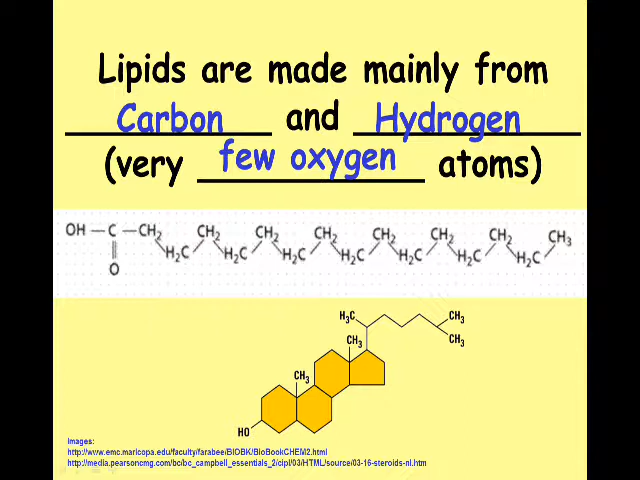 Lipids are made mainly from
Carbon and Hydrogen
(very few oxygen atoms)
OH — C — CH₂ CH₂ CH₂ CH₂ CH₂ CH₂ CH₂ CH₃
H₂C H₂C H₂C H₂C H₂C H₂C H₂C
O
H₃C CH₃
CH₃ CH₃
CH₃
HO
Images:
http://www.emc.maricopa.edu/faculty/farabee/BIOBK/BioBookCHEM2.html
http://media.pearsoncmg.com/bc/bc_campbell_essentials_2/cipl/03/HTML/source/03-16-steroids-nl.htm